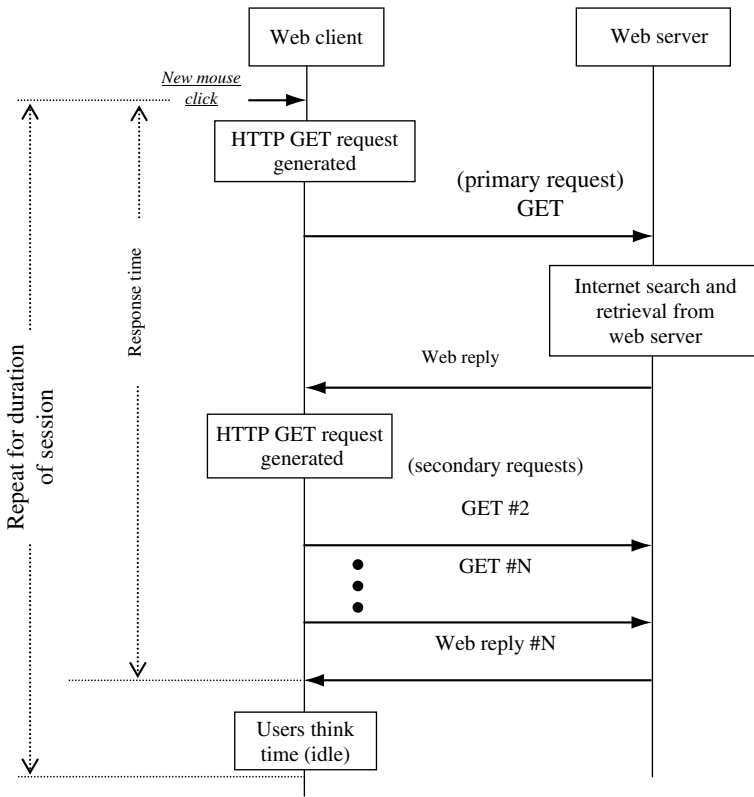 Web client
Web server
New mouse
click
HTTP GET request
generated
(primary request)
GET
Internet search and
retrieval from
web server
Response time
Repeat for duration
of session
Web reply
HTTP GET request
generated
(secondary requests)
GET #2
GET #N
Web reply #N
Users think
time (idle)